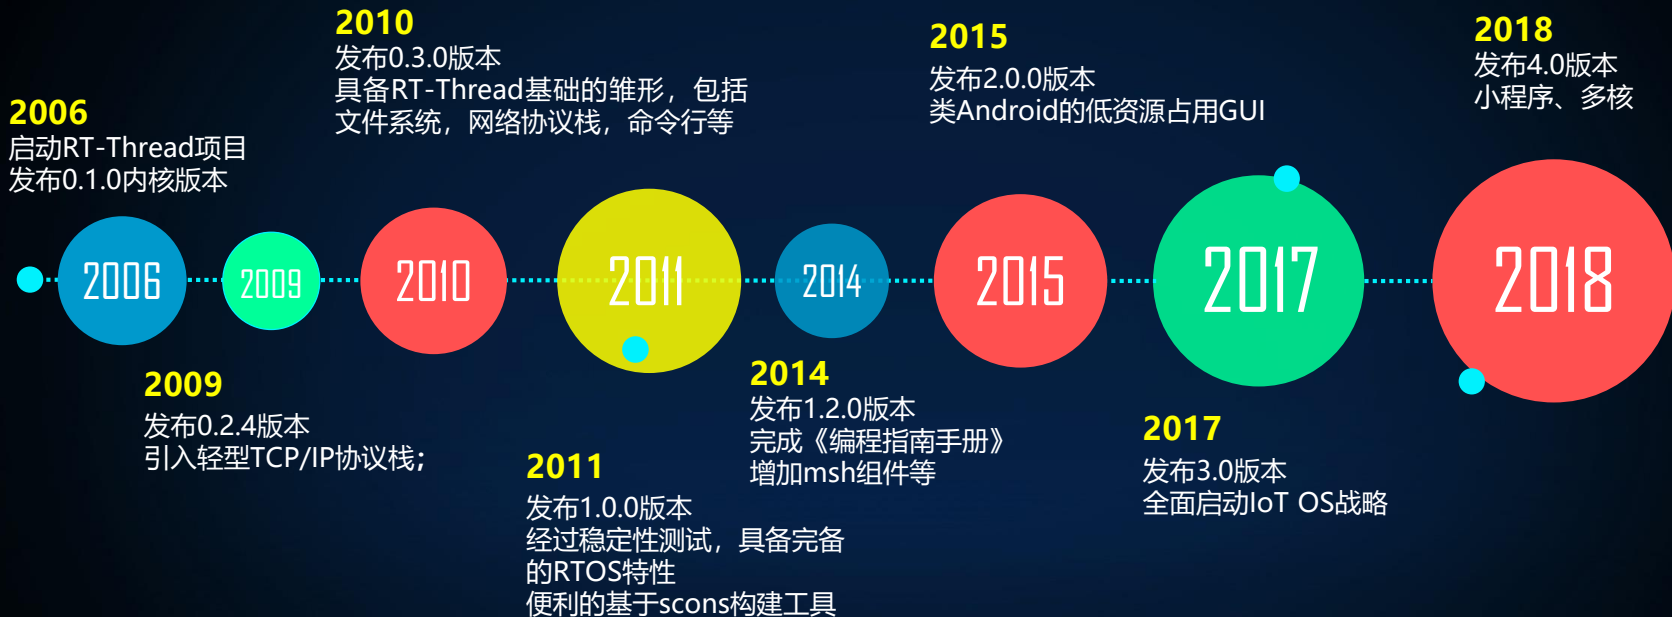 2006
启动RT-Thread项目
发布0.1.0内核版本
2010
发布0.3.0版本
具备RT-Thread基础的雏形，包括
文件系统，网络协议栈，命令行等
2015
发布2.0.0版本
类Android的低资源占用GUI
2018
发布4.0版本
小程序、多核
2006
2009
2010
2011
2014
2015
2017
2018
2009
发布0.2.4版本
引入轻型TCP/IP协议栈；
2011
发布1.0.0版本
经过稳定性测试，具备完备
的RTOS特性
便利的基于scons构建工具
2014
发布1.2.0版本
完成《编程指南手册》
增加msh组件等
2017
发布3.0版本
全面启动IoT OS战略